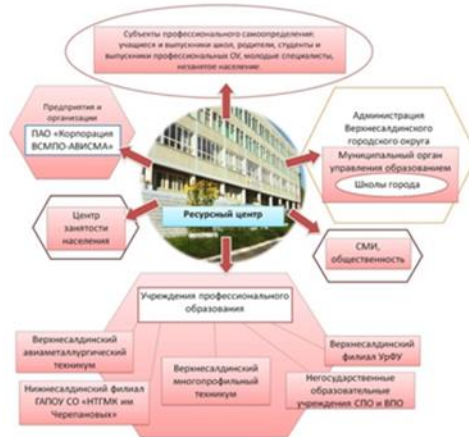 Субъекты профессионального самоопределения:
учащиеся и выпускники школ, родители, студенты и
выпускники профессиональных ОУ, молодые специалисты,
незанятое население.
Предприятия и
организации
ПАО «Корпорация
ВСМПО-АВИСМА»
Администрация
Верхнесалдинского
городского округа
Муниципальный орган
управления образованием
Школы города
Ресурсный центр
Центр
занятости
населения
СМИ,
общественность
Учреждения профессионального
образования
Верхнесалдинский
авиаметаллургический
техникум
Верхнесалдинский
филиал УрФУ
Верхнесалдинский
многопрофильный
техникум
Нижнесалдинский филиал
ГАПОУ СО «НТГМК им
Черепановых»
Негосударственные
образовательные
учреждения СПО и ВПО